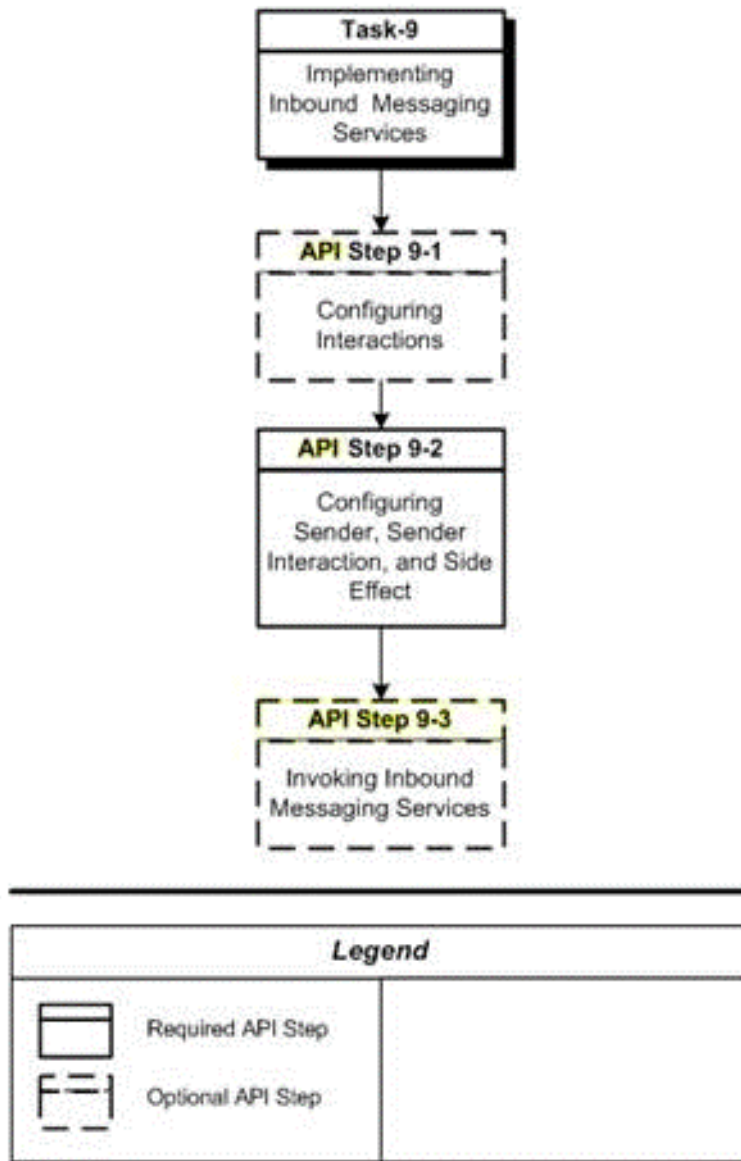 Task-9
Implementing
Inbound Messaging
Services
API Step 9-1
Configuring
Interactions
API Step 9-2
Configuring
Sender, Sender
Interaction, and Side
Effect
API Step 9-3
Invoking Inbound
Messaging Services
Legend
Required API Step
Optional API Step